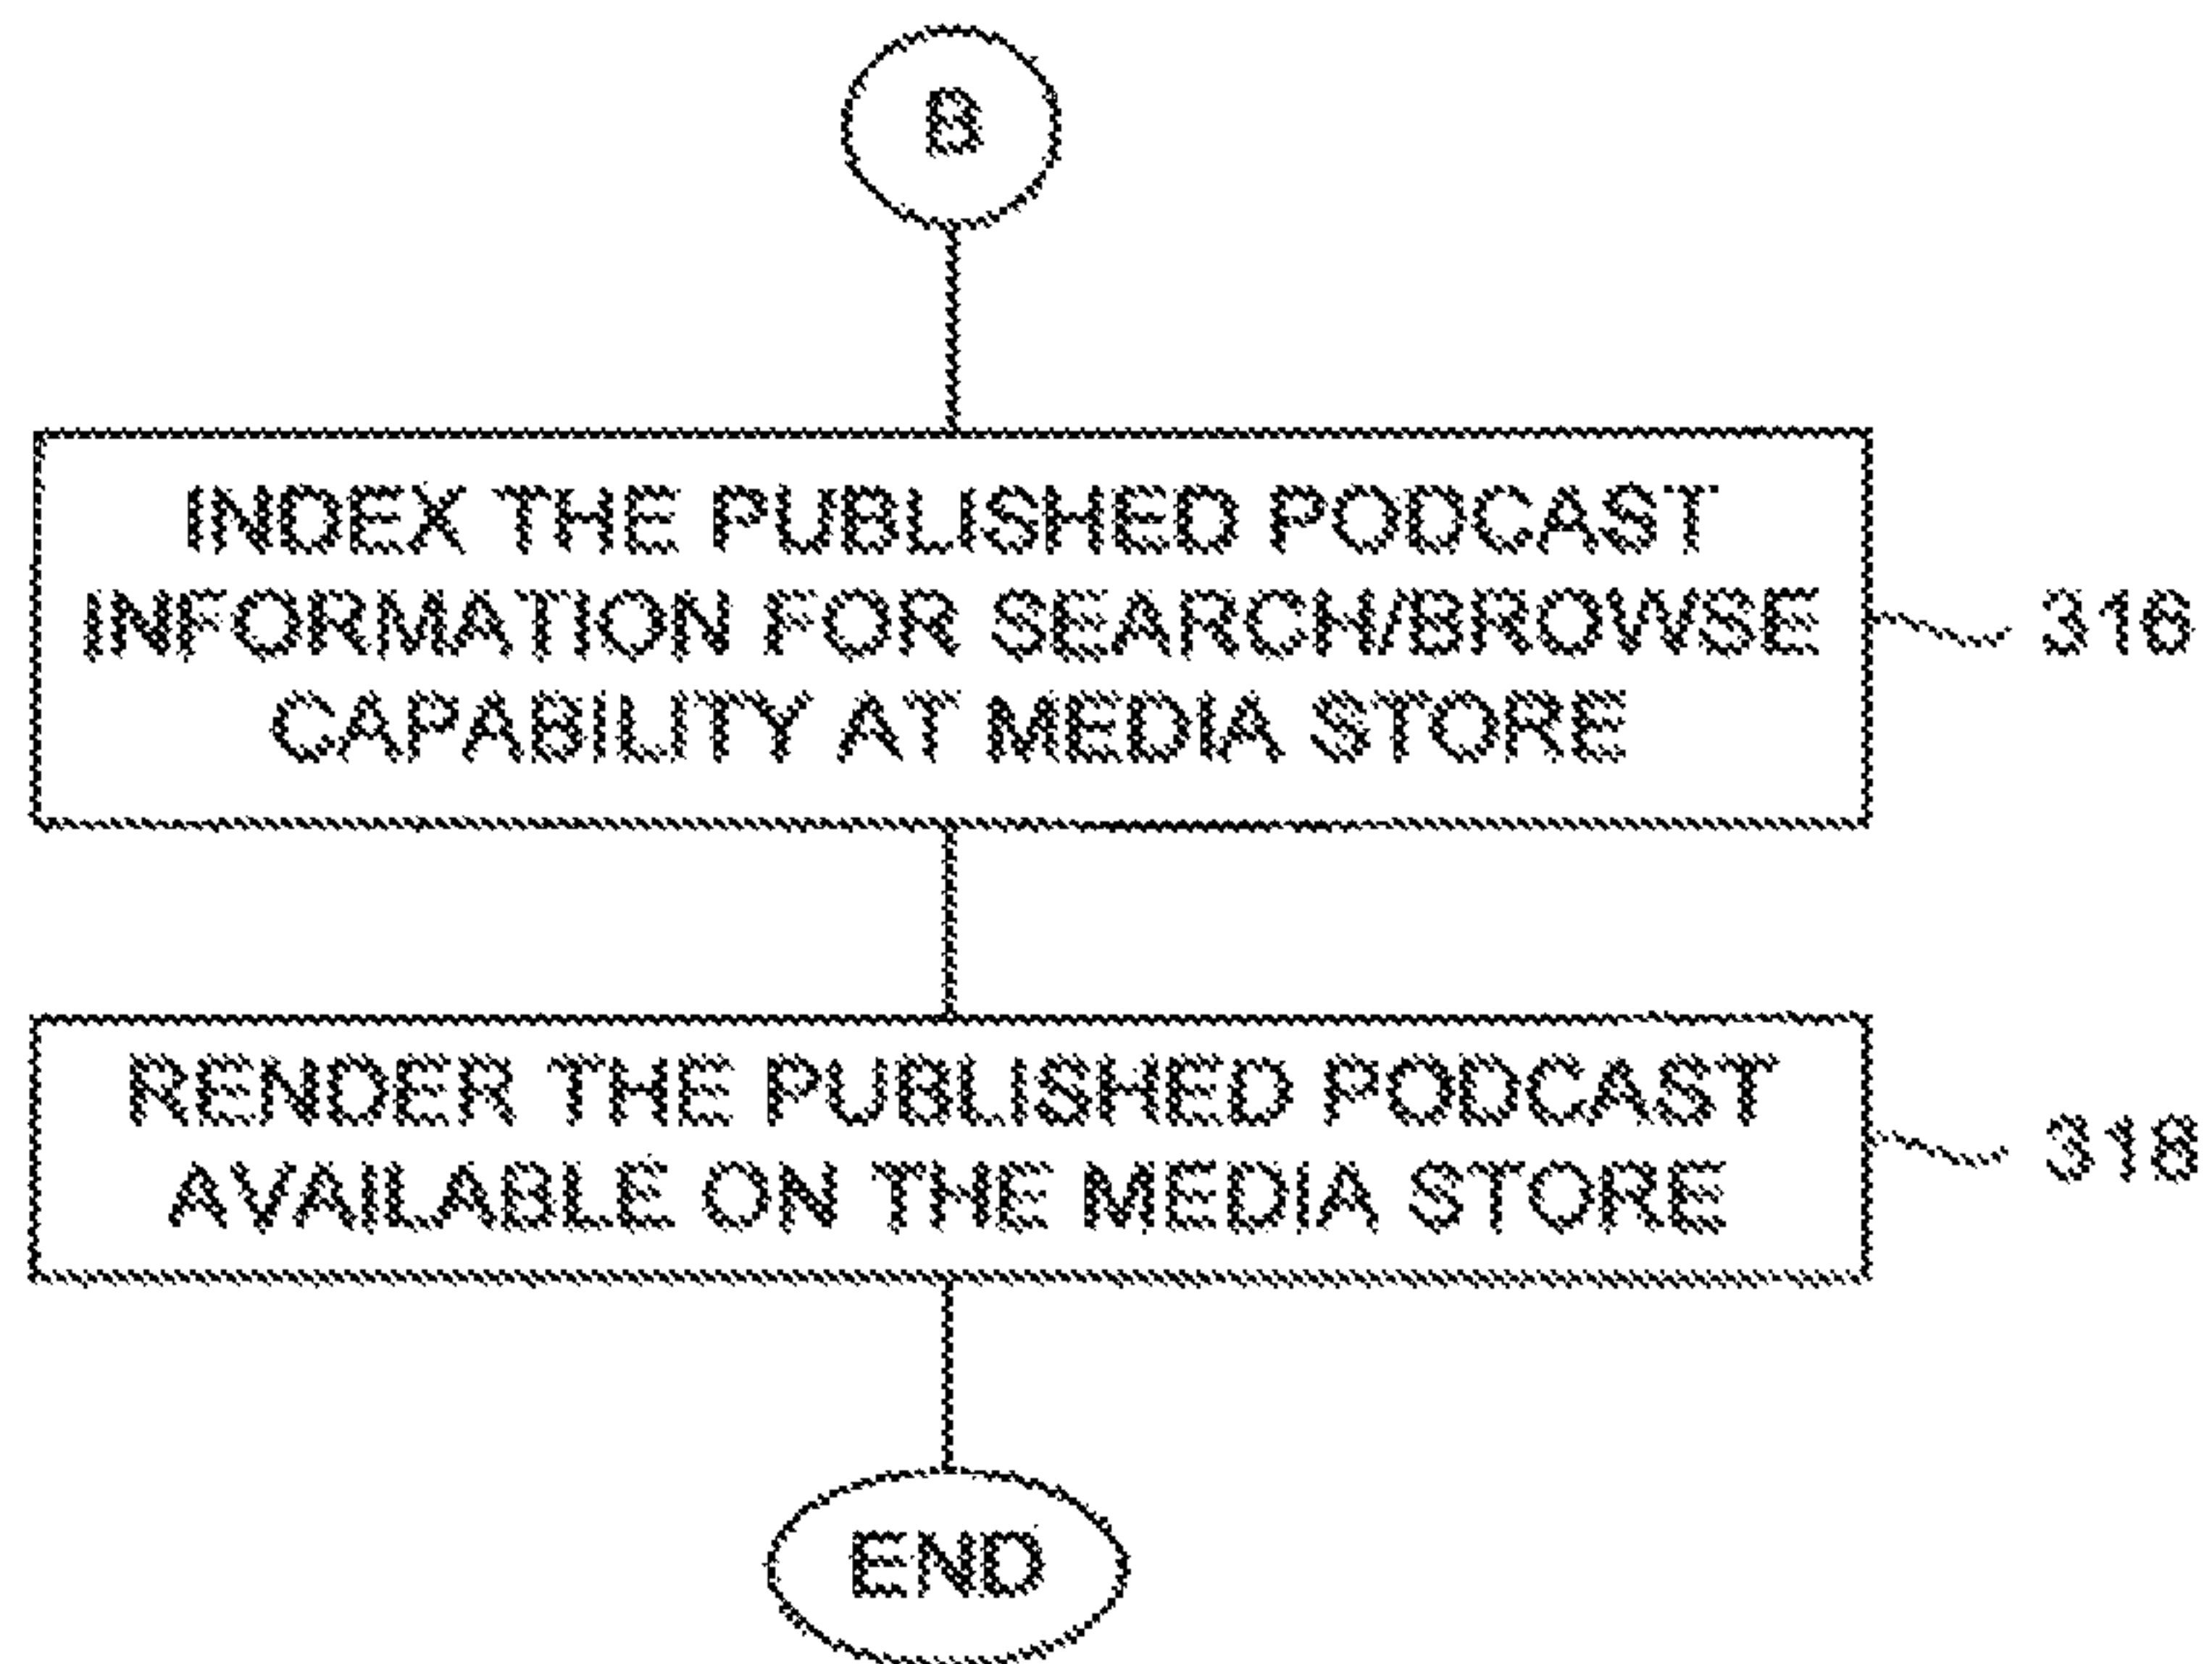 B
INDEX THE PUBLISHED PODCAST
INFORMATION FOR SEARCH/BROWSE
CAPABILITY AT MEDIA STORE
316
RENDER THE PUBLISHED PODCAST
AVAILABLE ON THE MEDIA STORE
318
END